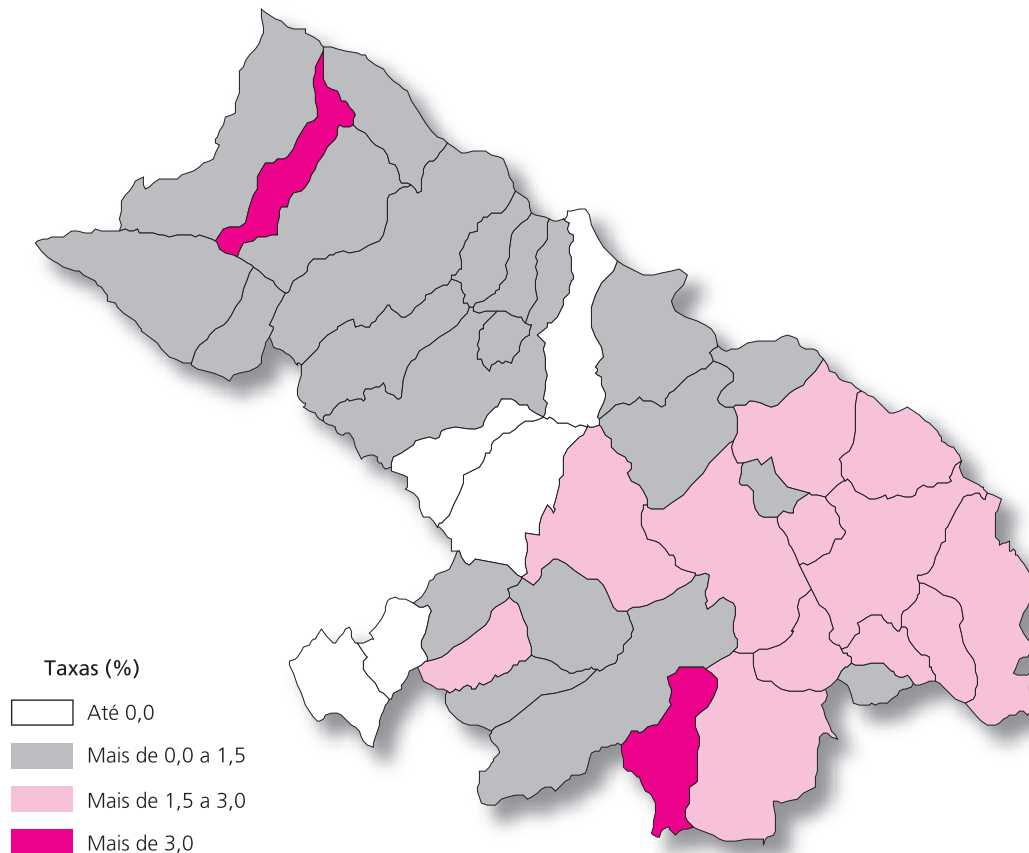 Taxas (%)
Até 0,0
Mais de 0,0 a 1,5
Mais de 1,5 a 3,0
Mais de 3,0